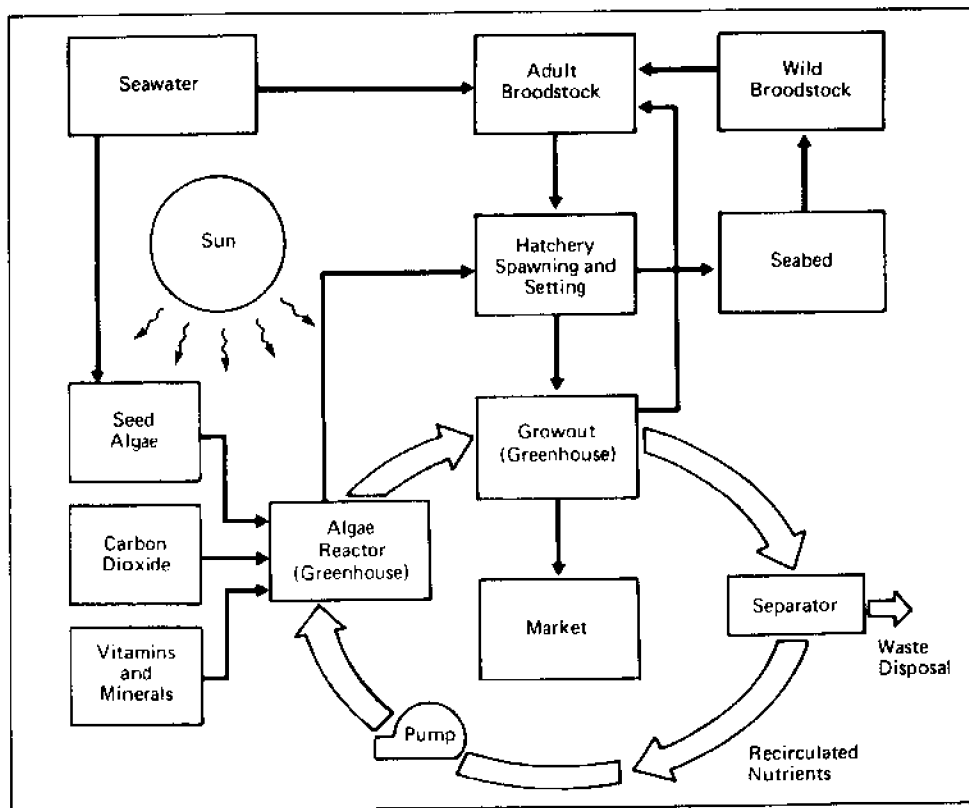 Seawater
Adult
Broodstock
Wild
Broodstock
Sun
Hatchery
Spawning and
Setting
Seabed
Seed
Algae
Growout
(Greenhouse)
Carbon
Dioxide
Algae
Reactor
(Greenhouse)
Market
Separator
Waste
Disposal
Vitamins
and
Minerals
Pump
Recirculated
Nutrients